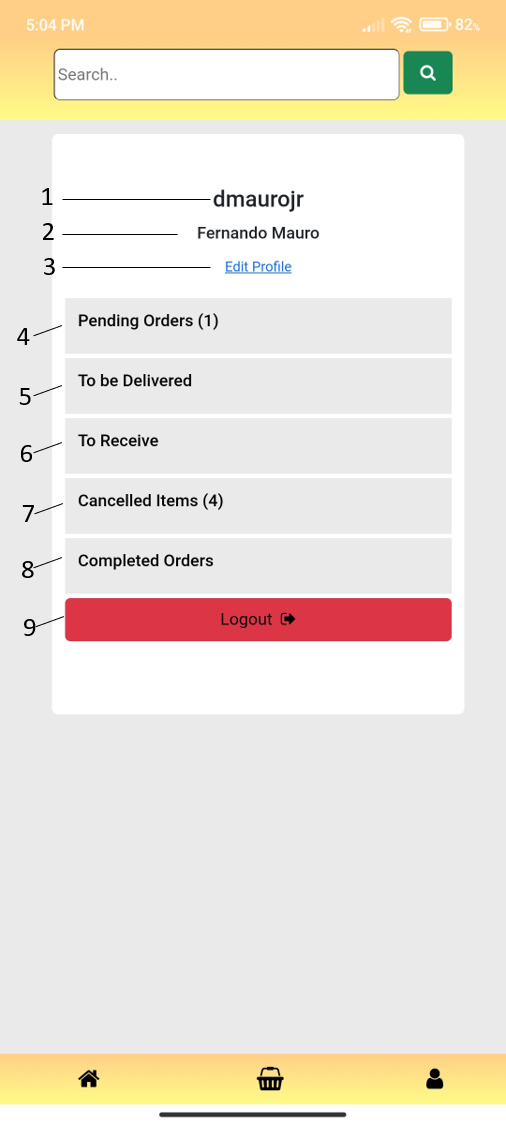 5:04 PM 82%
Search..
1 dmaurojr
2 Fernando Mauro
3 Edit Profile
4 Pending Orders (1)
5 To be Delivered
6 To Receive
7 Cancelled Items (4)
8 Completed Orders
9 Logout